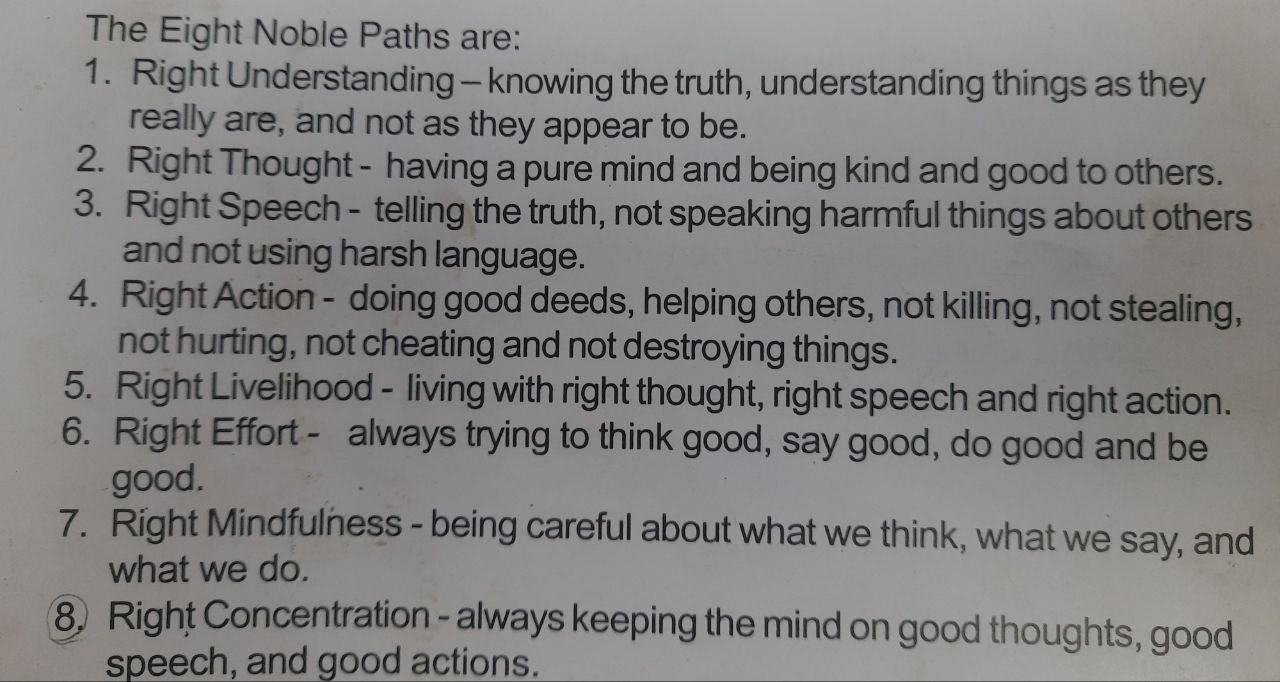 The Eight Noble Paths are:
1. Right Understanding – knowing the truth, understanding things as they
really are, and not as they appear to be.
2. Right Thought - having a pure mind and being kind and good to others.
3. Right Speech - telling the truth, not speaking harmful things about others
and not using harsh language.
4. Right Action - doing good deeds, helping others, not killing, not stealing,
not hurting, not cheating and not destroying things.
5. Right Livelihood - living with right thought, right speech and right action.
6. Right Effort - always trying to think good, say good, do good and be
good.
7. Right Mindfulness - being careful about what we think, what we say, and
what we do.
8. Right Concentration - always keeping the mind on good thoughts, good
speech, and good actions.